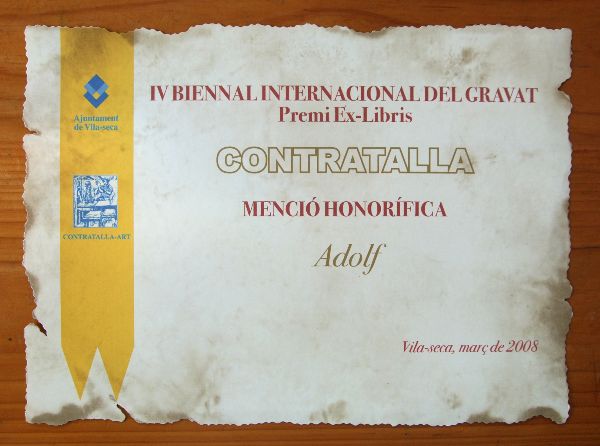 IV BIENNAL INTERNACIONAL DEL GRAVAT
Premi Ex-Libris
CONTRATALLA
MENCIÓ HONORÍFICA
Adolf
Vila-seca, març de 2008
Ajuntament
de Vila-seca
CONTRATALLA-ART